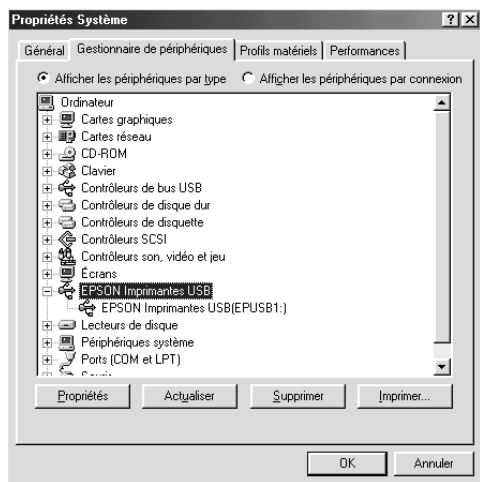 Propriétés Système
Général Gestionnaire de périphériques Profils matériels Performances
Afficher les périphériques par type Afficher les périphériques par connexion
Ordinateur
Cartes graphiques
Cartes réseau
CD-ROM
Clavier
Contrôleurs de bus USB
Contrôleurs de disque dur
Contrôleurs de disquette
Contrôleurs SCSI
Contrôleurs son, vidéo et jeu
Écrans
EPSON Imprimantes USB
EPSON Imprimantes USB(EPUSB1:)
Lecteurs de disque
Périphériques système
Ports (COM et LPT)
Propriétés Actualiser Supprimer Imprimer...
OK Annuler